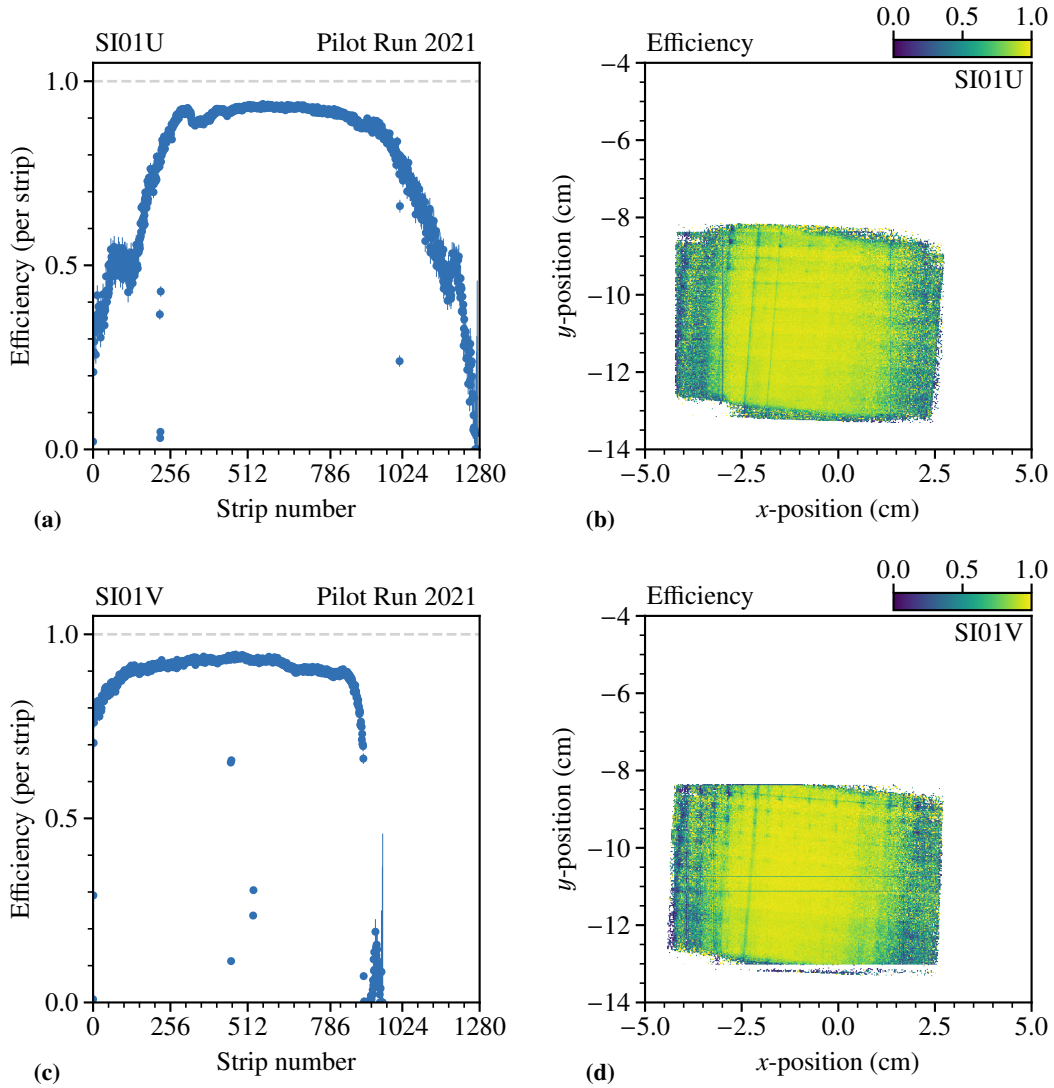 SI01U Pilot Run 2021
1.0
0.5
0.0
Efficiency (per strip)
0 256 512 786 1024 1280
Strip number
(a)
0.0 0.5 1.0
Efficiency
SI01U
−4
−6
−8
−10
−12
−14
y-position (cm)
−5.0 −2.5 0.0 2.5 5.0
x-position (cm)
(b)
SI01V Pilot Run 2021
1.0
0.5
0.0
Efficiency (per strip)
0 256 512 786 1024 1280
Strip number
(c)
0.0 0.5 1.0
Efficiency
SI01V
−4
−6
−8
−10
−12
−14
y-position (cm)
−5.0 −2.5 0.0 2.5 5.0
x-position (cm)
(d)